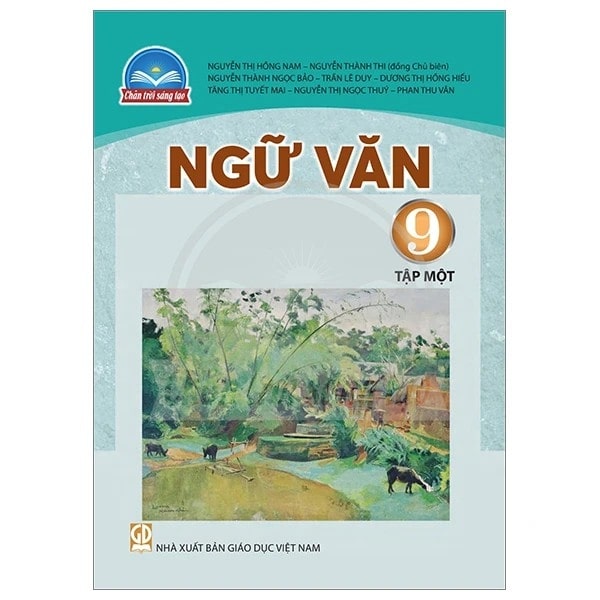 NGUYỄN THỊ HỒNG NAM – NGUYỄN THÀNH THI (đồng Chủ biên)
NGUYỄN THÀNH NGỌC BẢO – TRẦN LÊ DUY – DƯƠNG THỊ HỒNG HIẾU
TĂNG THỊ TUYẾT MAI – NGUYỄN THỊ NGỌC THUÝ – PHAN THU VÂN
Chân trời sáng tạo
NGỮ VĂN
9
TẬP MỘT
GD
NHÀ XUẤT BẢN GIÁO DỤC VIỆT NAM